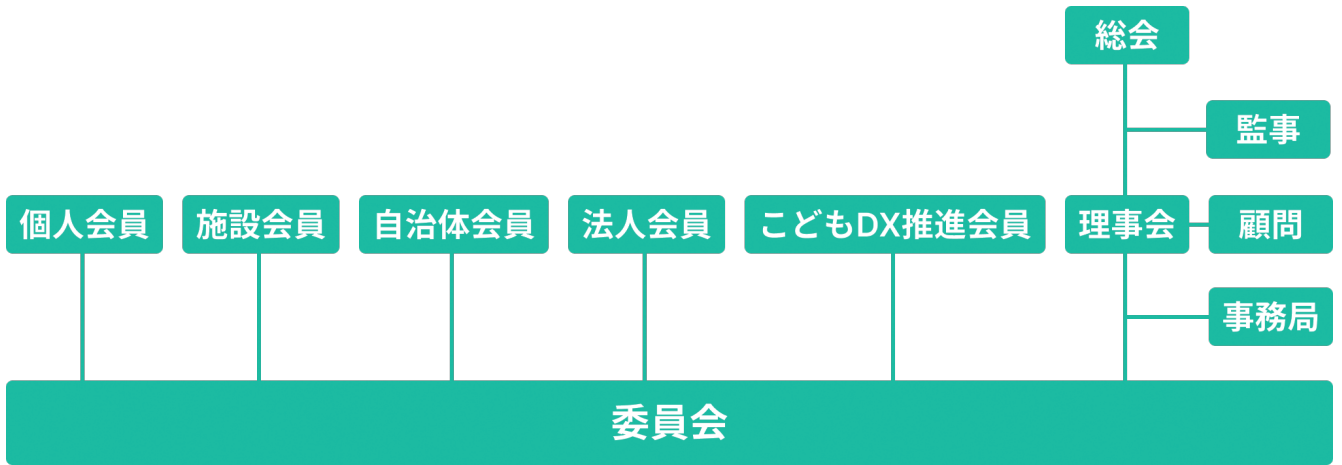 総会
監事
個人会員
施設会員
自治体会員
法人会員
こどもDX推進会員
理事会
顧問
事務局
委員会